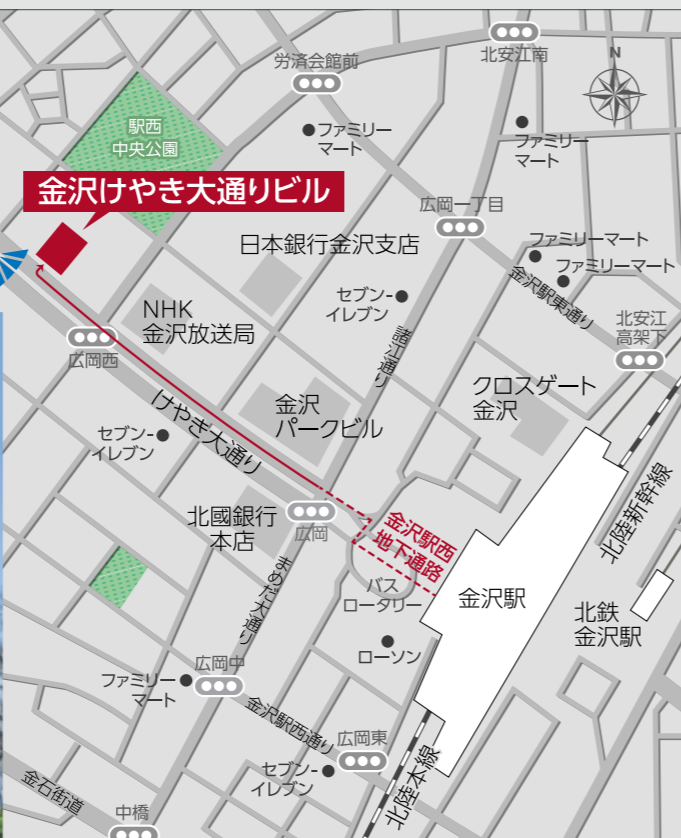 北安江南
N
労済会館前
駅西
中央公園
ファミリー
マート
ファミリー
マート
金沢けやき大通りビル
広岡一丁目
日本銀行金沢支店
ファミリーマート
ファミリーマート
金沢駅東通り
セブン-
イレブン
諸江通り
NHK
金沢放送局
北安江
高架下
広岡西
クロスゲート
金沢
金沢
パークビル
けやき大通り
セブン-
イレブン
北陸新幹線
北國銀行
本店
広岡
金沢駅西
地下通路
まめだ大通り
バス
ロータリー
金沢駅
北鉄
金沢駅
ローソン
広岡中
ファミリー
マート
金沢駅西通り
広岡東
北陸本線
セブン-
イレブン
金石街道
中橋